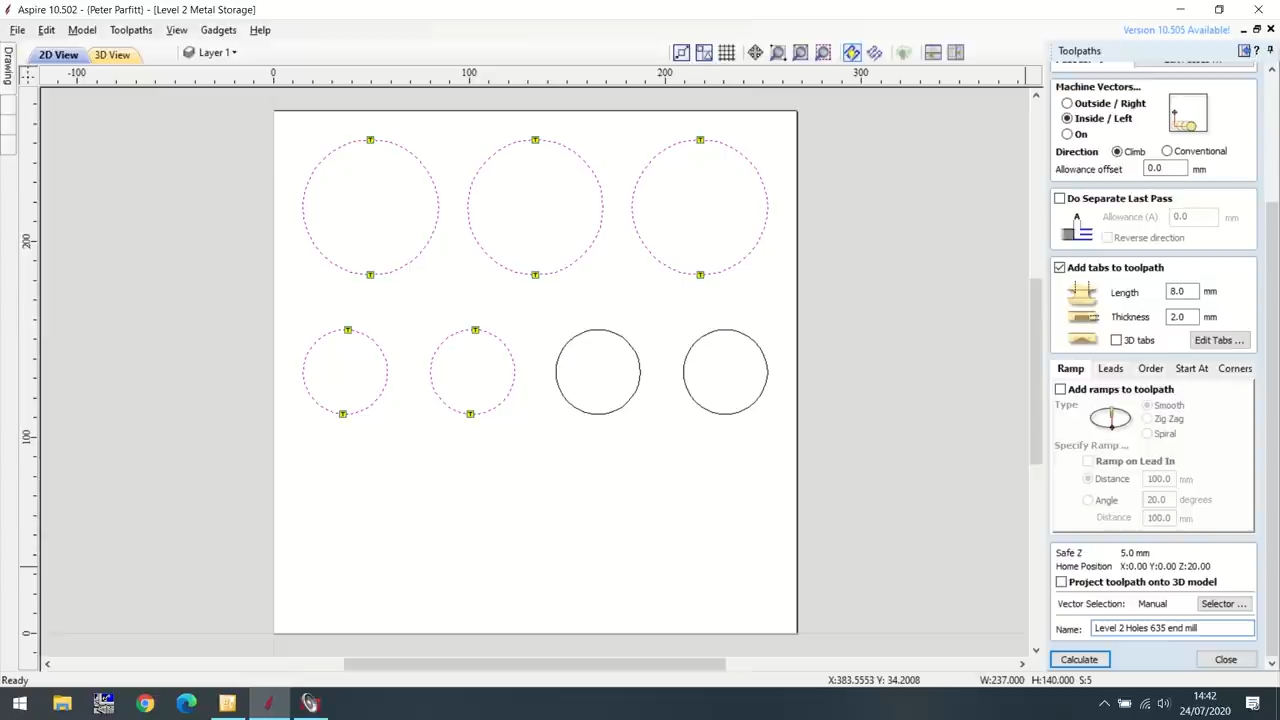 Aspire 10.502 - {Peter Parfitt} - [Level 2 Metal Storage]
File Edit Model Toolpaths View Gadgets Help
Version 10.505 Available!
2D View 3D View Layer 1
Toolpaths
Drawing
-100 0 100 200 300
200
100
0
T T T
T T T
T T
T T
Machine Vectors...
Outside / Right
Inside / Left
On
Direction Climb Conventional
Allowance offset 0.0 mm
Do Separate Last Pass
A Allowance (A) 0.0 mm
Reverse direction
Add tabs to toolpath
Length 8.0 mm
Thickness 2.0 mm
3D tabs Edit Tabs ...
Ramp Leads Order Start At Corners
Add ramps to toolpath
Type Smooth
Zig Zag
Spiral
Specify Ramp ...
Ramp on Lead In
Distance 100.0 mm
Angle 20.0 degrees
Distance 100.0 mm
Safe Z 5.0 mm
Home Position X:0.00 Y:0.00 Z:20.00
Project toolpath onto 3D model
Vector Selection: Manual Selector ...
Name: Level 2 Holes 635 end mill
Calculate Close
Ready X:383.5553 Y: 34.2008 W:237.000 H:140.000 S:5
14:42
24/07/2020